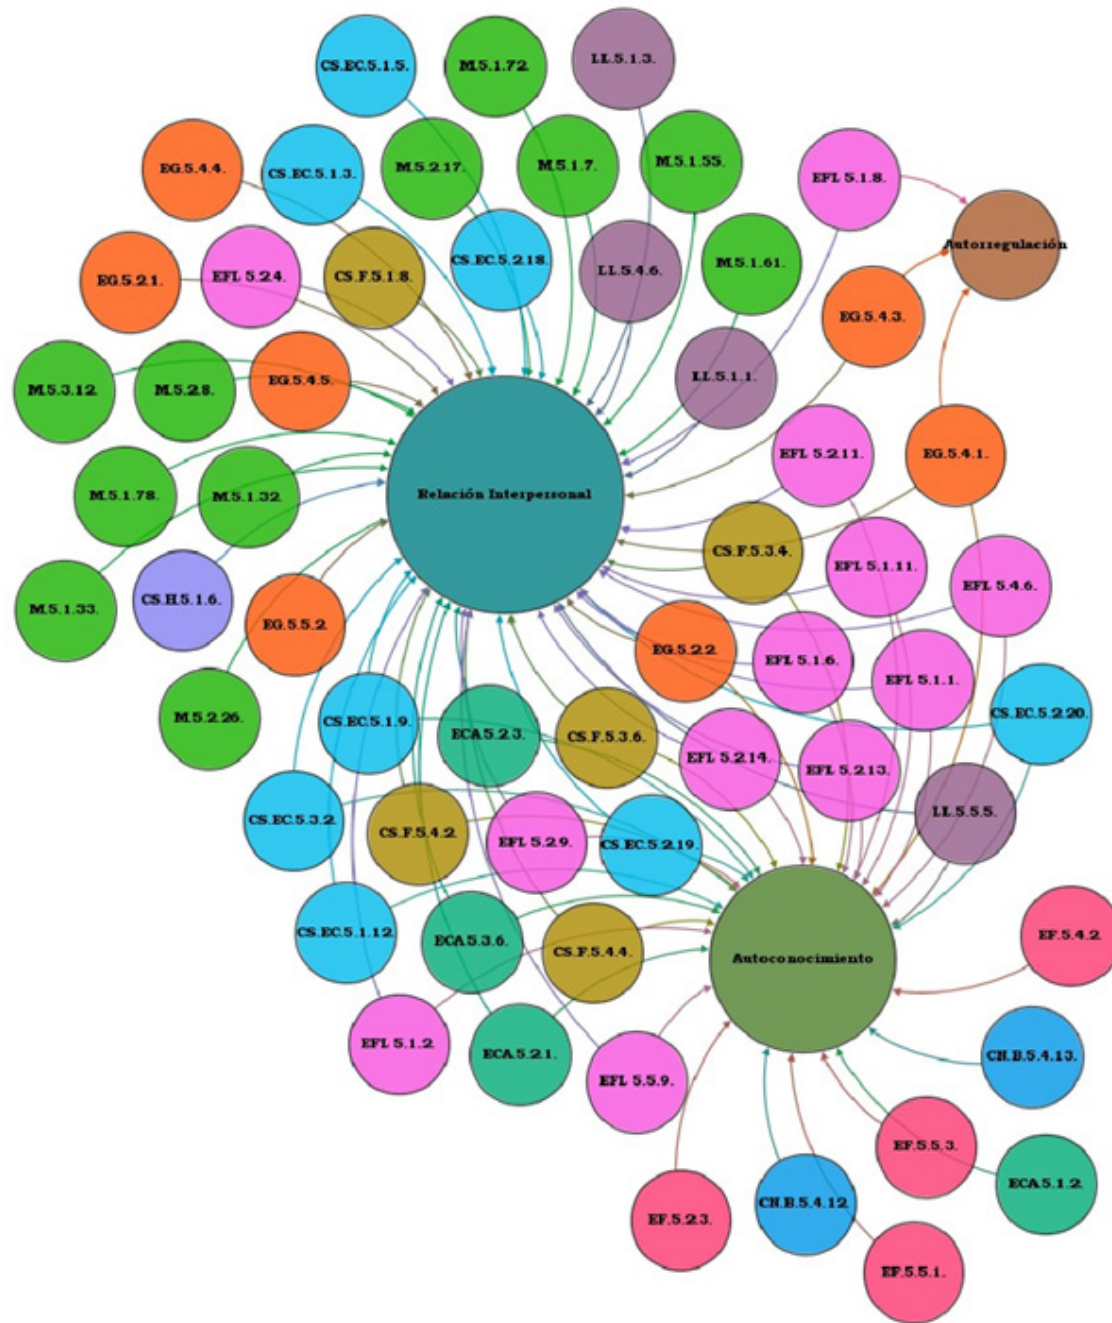 CS.EC.5.1.5.
M.5.1.72.
LL.5.1.3.
EG.5.4.4.
CS.EC.5.1.3.
M.5.2.17.
M.5.1.7.
M.5.1.55.
EFL 5.1.8.
EG.5.2.1.
EFL 5.2.4.
CS.F.5.1.8.
CS.EC.5.2.18.
LL.5.4.6.
M.5.1.61.
Autorregulación
EG.5.4.3.
M.5.3.12.
M.5.2.8.
EG.5.4.5.
LL.5.1.1.
EFL 5.2.11.
EG.5.4.1.
M.5.1.78.
M.5.1.32.
Relación Interpersonal
CS.F.5.3.4.
EFL 5.1.11.
EFL 5.4.6.
M.5.1.33.
CS.H.5.1.6.
EG.5.5.2.
EG.5.2.2.
EFL 5.1.6.
EFL 5.1.1.
M.5.2.26.
CS.EC.5.1.9.
ECA.5.2.3.
CS.F.5.3.6.
EFL 5.2.14.
EFL 5.2.13.
CS.EC.5.2.20.
CS.EC.5.3.2.
CS.F.5.4.2.
EFL 5.2.9.
CS.EC.5.2.19.
LL.5.5.5.
CS.EC.5.1.12.
ECA.5.3.6.
CS.F.5.4.4.
Autoconocimiento
EF.5.4.2.
EFL 5.1.2.
ECA.5.2.1.
EFL 5.5.9.
CN.B.5.4.13.
EF.5.5.3.
ECA.5.1.2.
EF.5.2.3.
CN.B.5.4.12.
EF.5.5.1.